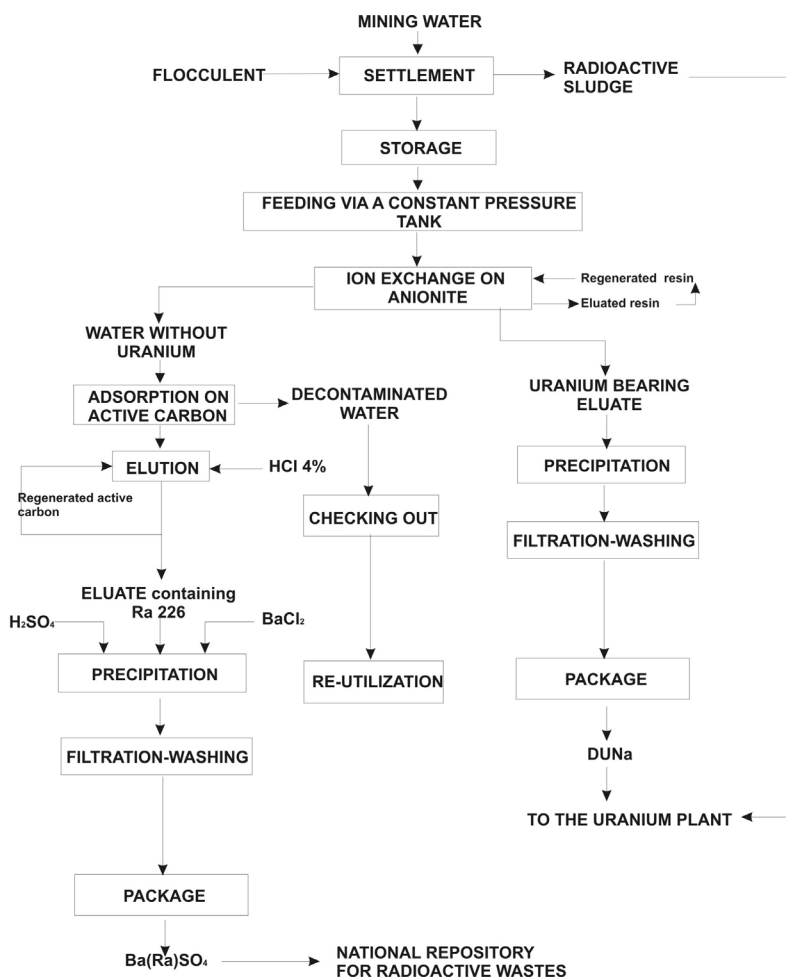 MINING WATER
FLOCCULENT
SETTLEMENT
RADIOACTIVE
SLUDGE
STORAGE
FEEDING VIA A CONSTANT PRESSURE
TANK
ION EXCHANGE ON
ANIONITE
Regenerated resin
Eluated resin
WATER WITHOUT
URANIUM
ADSORPTION ON
ACTIVE CARBON
DECONTAMINATED
WATER
URANIUM BEARING
ELUATE
ELUTION
HCl 4%
PRECIPITATION
Regenerated active
carbon
CHECKING OUT
FILTRATION-WASHING
ELUATE containing
Ra 226
H₂SO₄
BaCl₂
PRECIPITATION
RE-UTILIZATION
PACKAGE
FILTRATION-WASHING
DUNa
TO THE URANIUM PLANT
PACKAGE
Ba(Ra)SO₄
NATIONAL REPOSITORY
FOR RADIOACTIVE WASTES